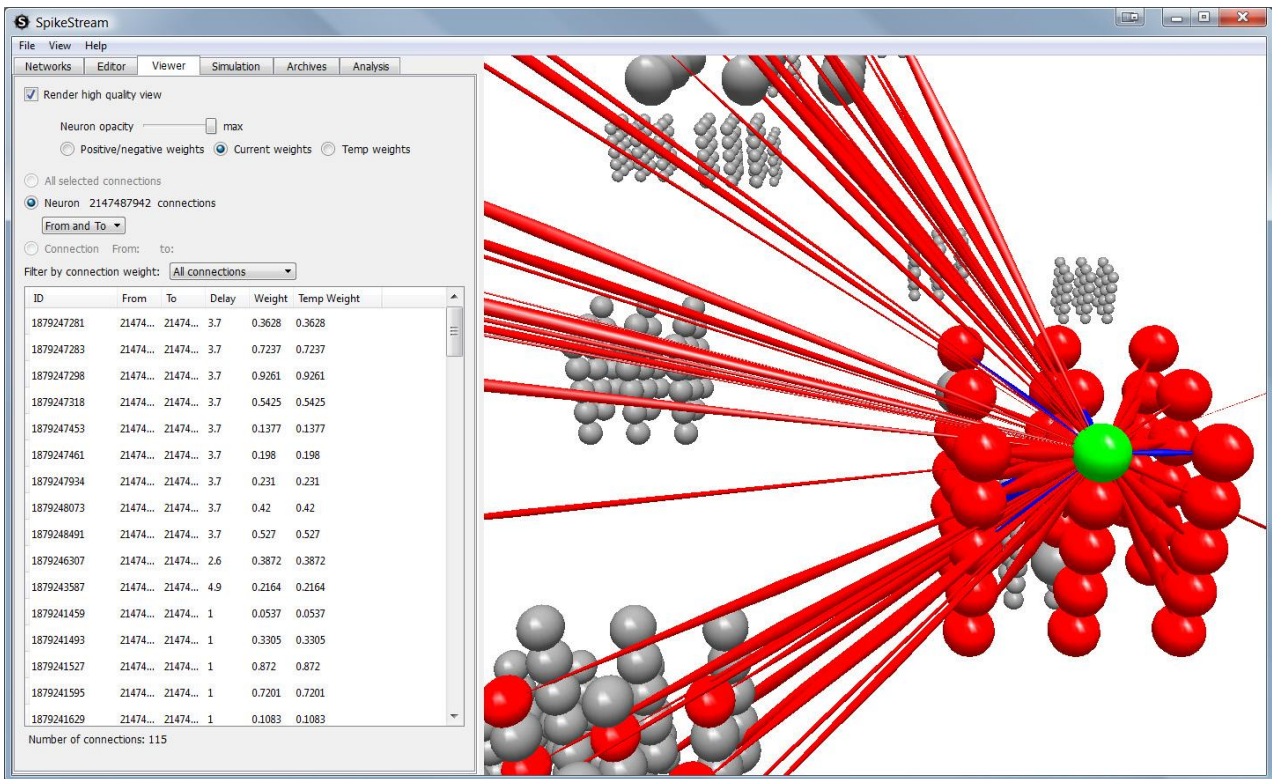 SpikeStream
File View Help
Networks Editor Viewer Simulation Archives Analysis
Render high quality view
Neuron opacity max
Positive/negative weights Current weights Temp weights
All selected connections
Neuron 2147487942 connections
From and To
Connection From: to:
Filter by connection weight: All connections
ID From To Delay Weight Temp Weight
1879247281 21474... 21474... 3.7 0.3628 0.3628
1879247283 21474... 21474... 3.7 0.7237 0.7237
1879247298 21474... 21474... 3.7 0.9261 0.9261
1879247318 21474... 21474... 3.7 0.5425 0.5425
1879247453 21474... 21474... 3.7 0.1377 0.1377
1879247461 21474... 21474... 3.7 0.198 0.198
1879247934 21474... 21474... 3.7 0.231 0.231
1879248073 21474... 21474... 3.7 0.42 0.42
1879248491 21474... 21474... 3.7 0.527 0.527
1879246307 21474... 21474... 2.6 0.3872 0.3872
1879243587 21474... 21474... 4.9 0.2164 0.2164
1879241459 21474... 21474... 1 0.0537 0.0537
1879241493 21474... 21474... 1 0.3305 0.3305
1879241527 21474... 21474... 1 0.872 0.872
1879241595 21474... 21474... 1 0.7201 0.7201
1879241629 21474... 21474... 1 0.1083 0.1083
Number of connections: 115